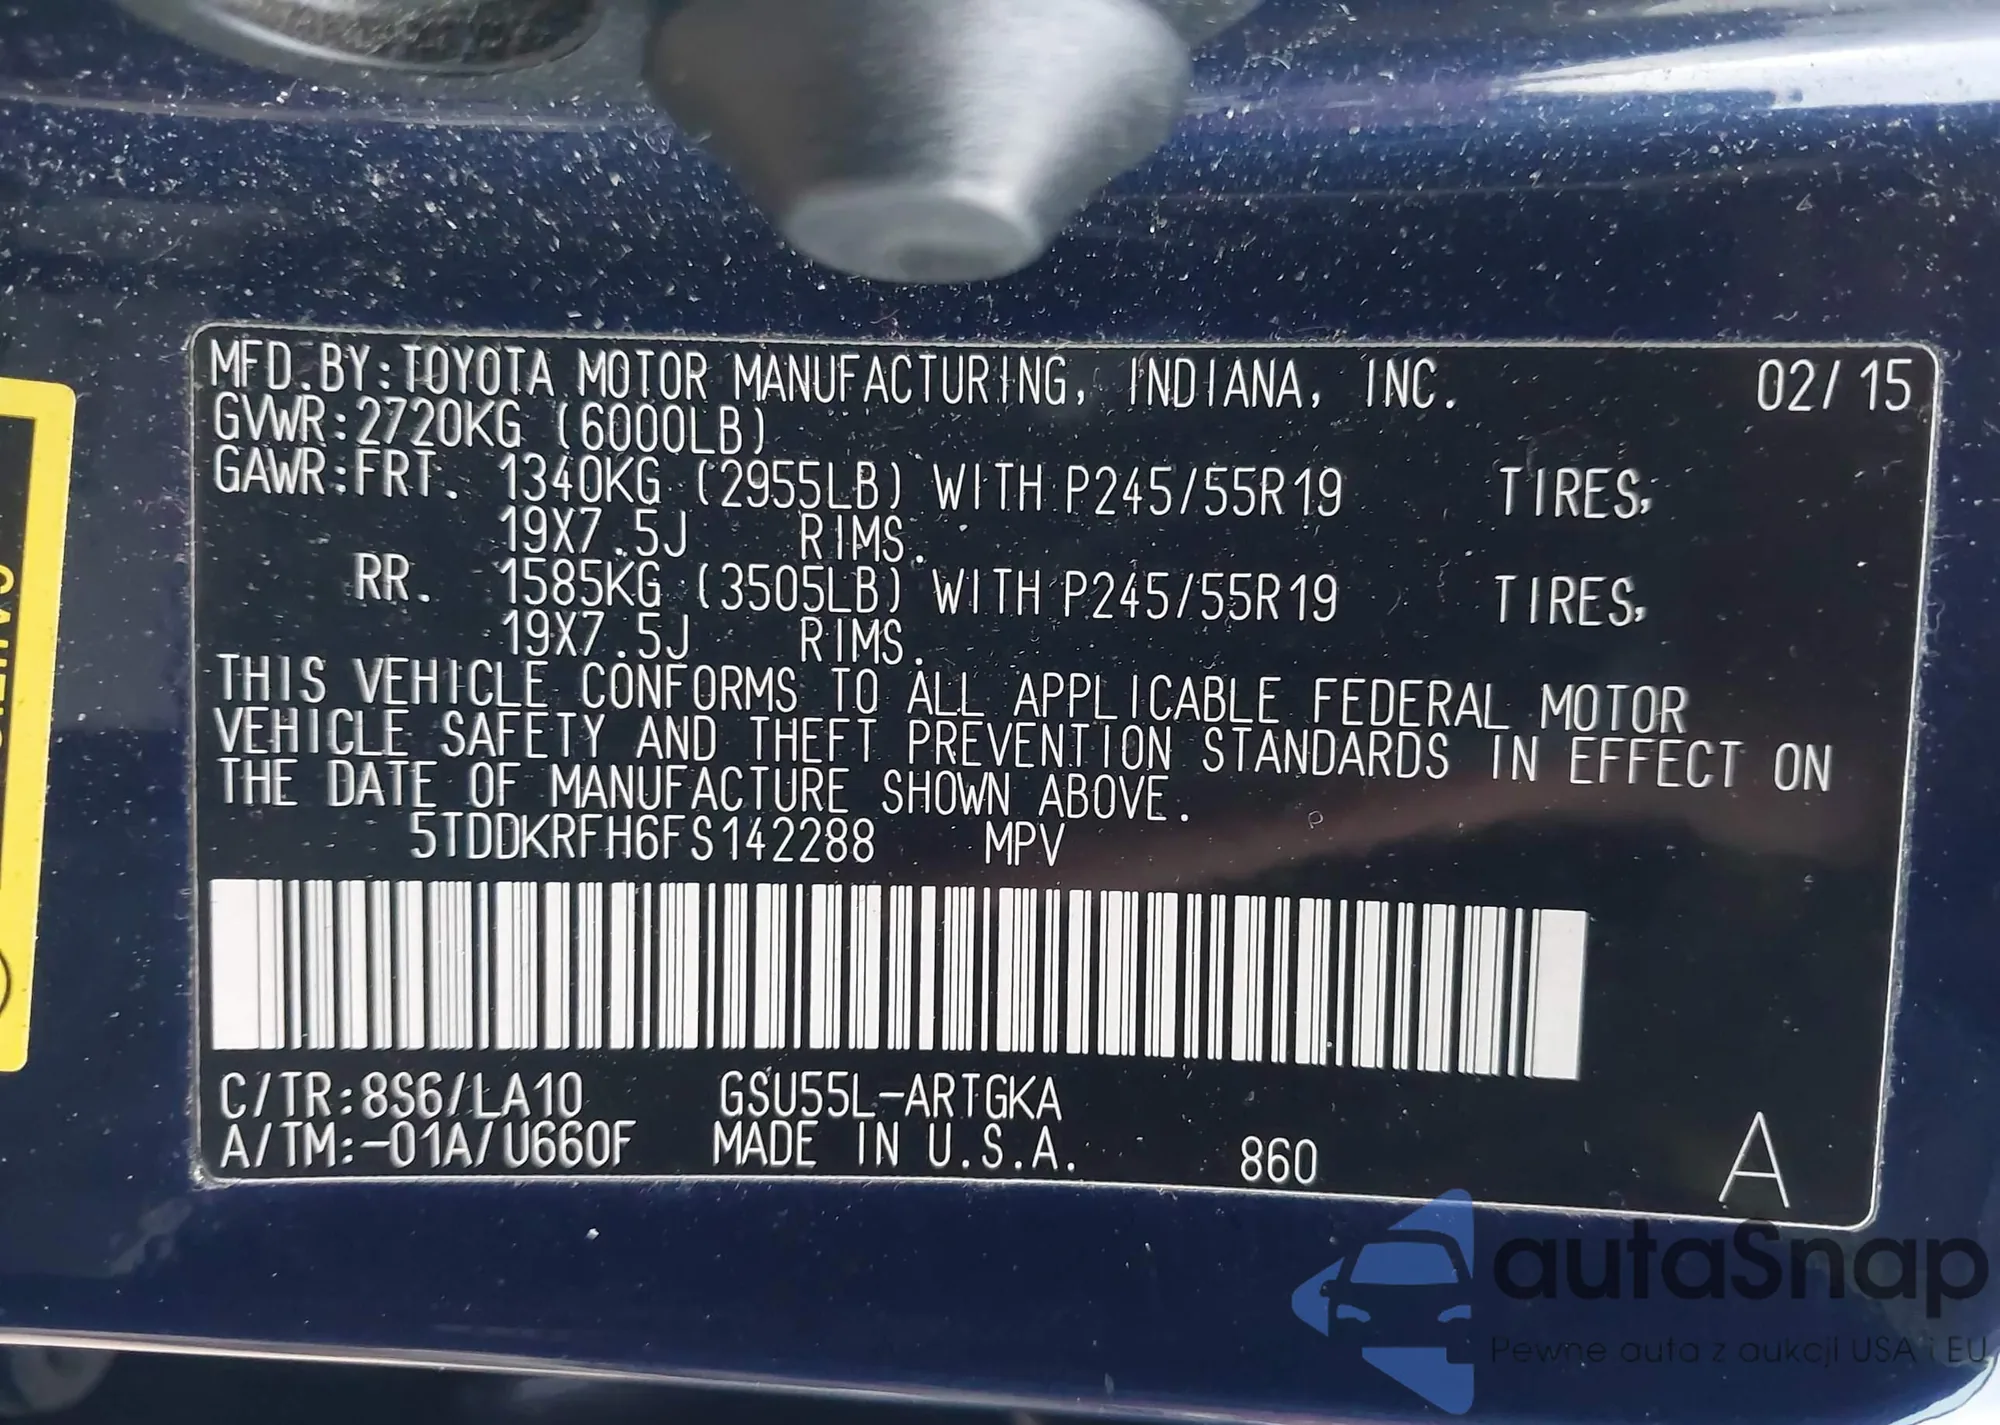 MFD.BY:TOYOTA MOTOR MANUFACTURING, INDIANA, INC. 02/15
GVWR:2720KG (6000LB)
GAWR:FRT. 1340KG (2955LB) WITH P245/55R19 TIRES,
19X7.5J RIMS.
RR. 1585KG (3505LB) WITH P245/55R19 TIRES,
19X7.5J RIMS.
THIS VEHICLE CONFORMS TO ALL APPLICABLE FEDERAL MOTOR
VEHICLE SAFETY AND THEFT PREVENTION STANDARDS IN EFFECT ON
THE DATE OF MANUFACTURE SHOWN ABOVE.
5TDDKRFH6FS142288 MPV
C/TR:8S6/LA10 GSU55L-ARTGKA
A/TM:-01A/U660F MADE IN U.S.A. 860 A
autaSnap
Pewne auta z aukcji USA i EU